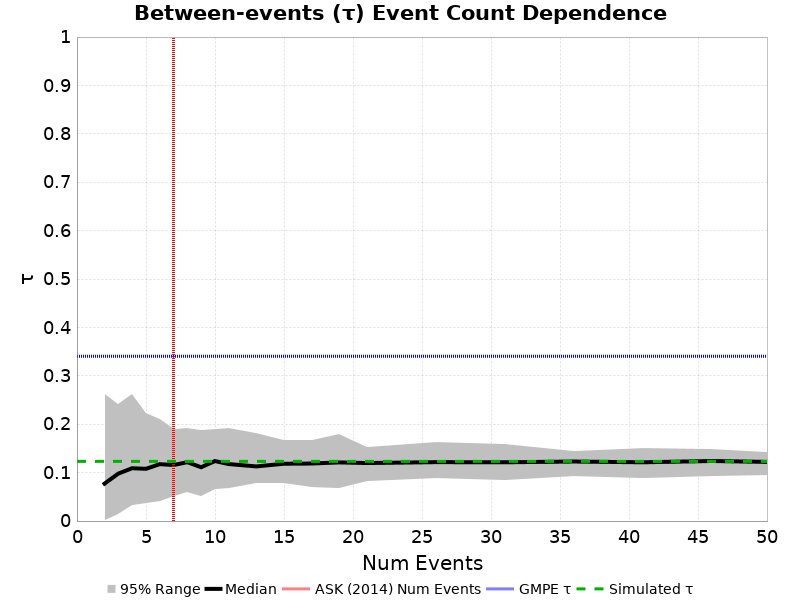 Between-events (τ) Event Count Dependence
1
0.9
0.8
0.7
0.6
0.5
0.4
0.3
0.2
0.1
0
τ
0 5 10 15 20 25 30 35 40 45 50
Num Events
95% Range Median ASK (2014) Num Events GMPE τ Simulated τ